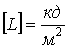 [L] = кд / м²